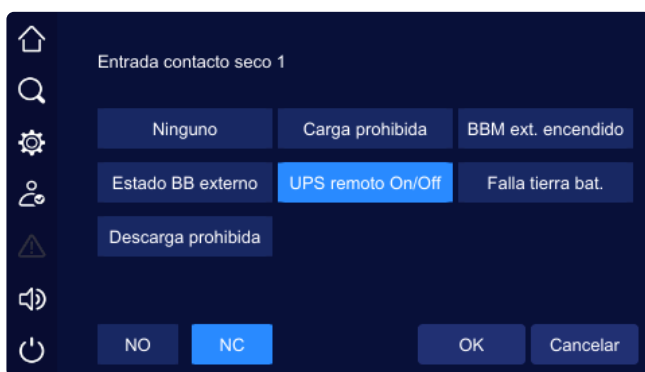 Entrada contacto seco 1
Ninguno Carga prohibida BBM ext. encendido
Estado BB externo UPS remoto On/Off Falla tierra bat.
Descarga prohibida
NO NC OK Cancelar